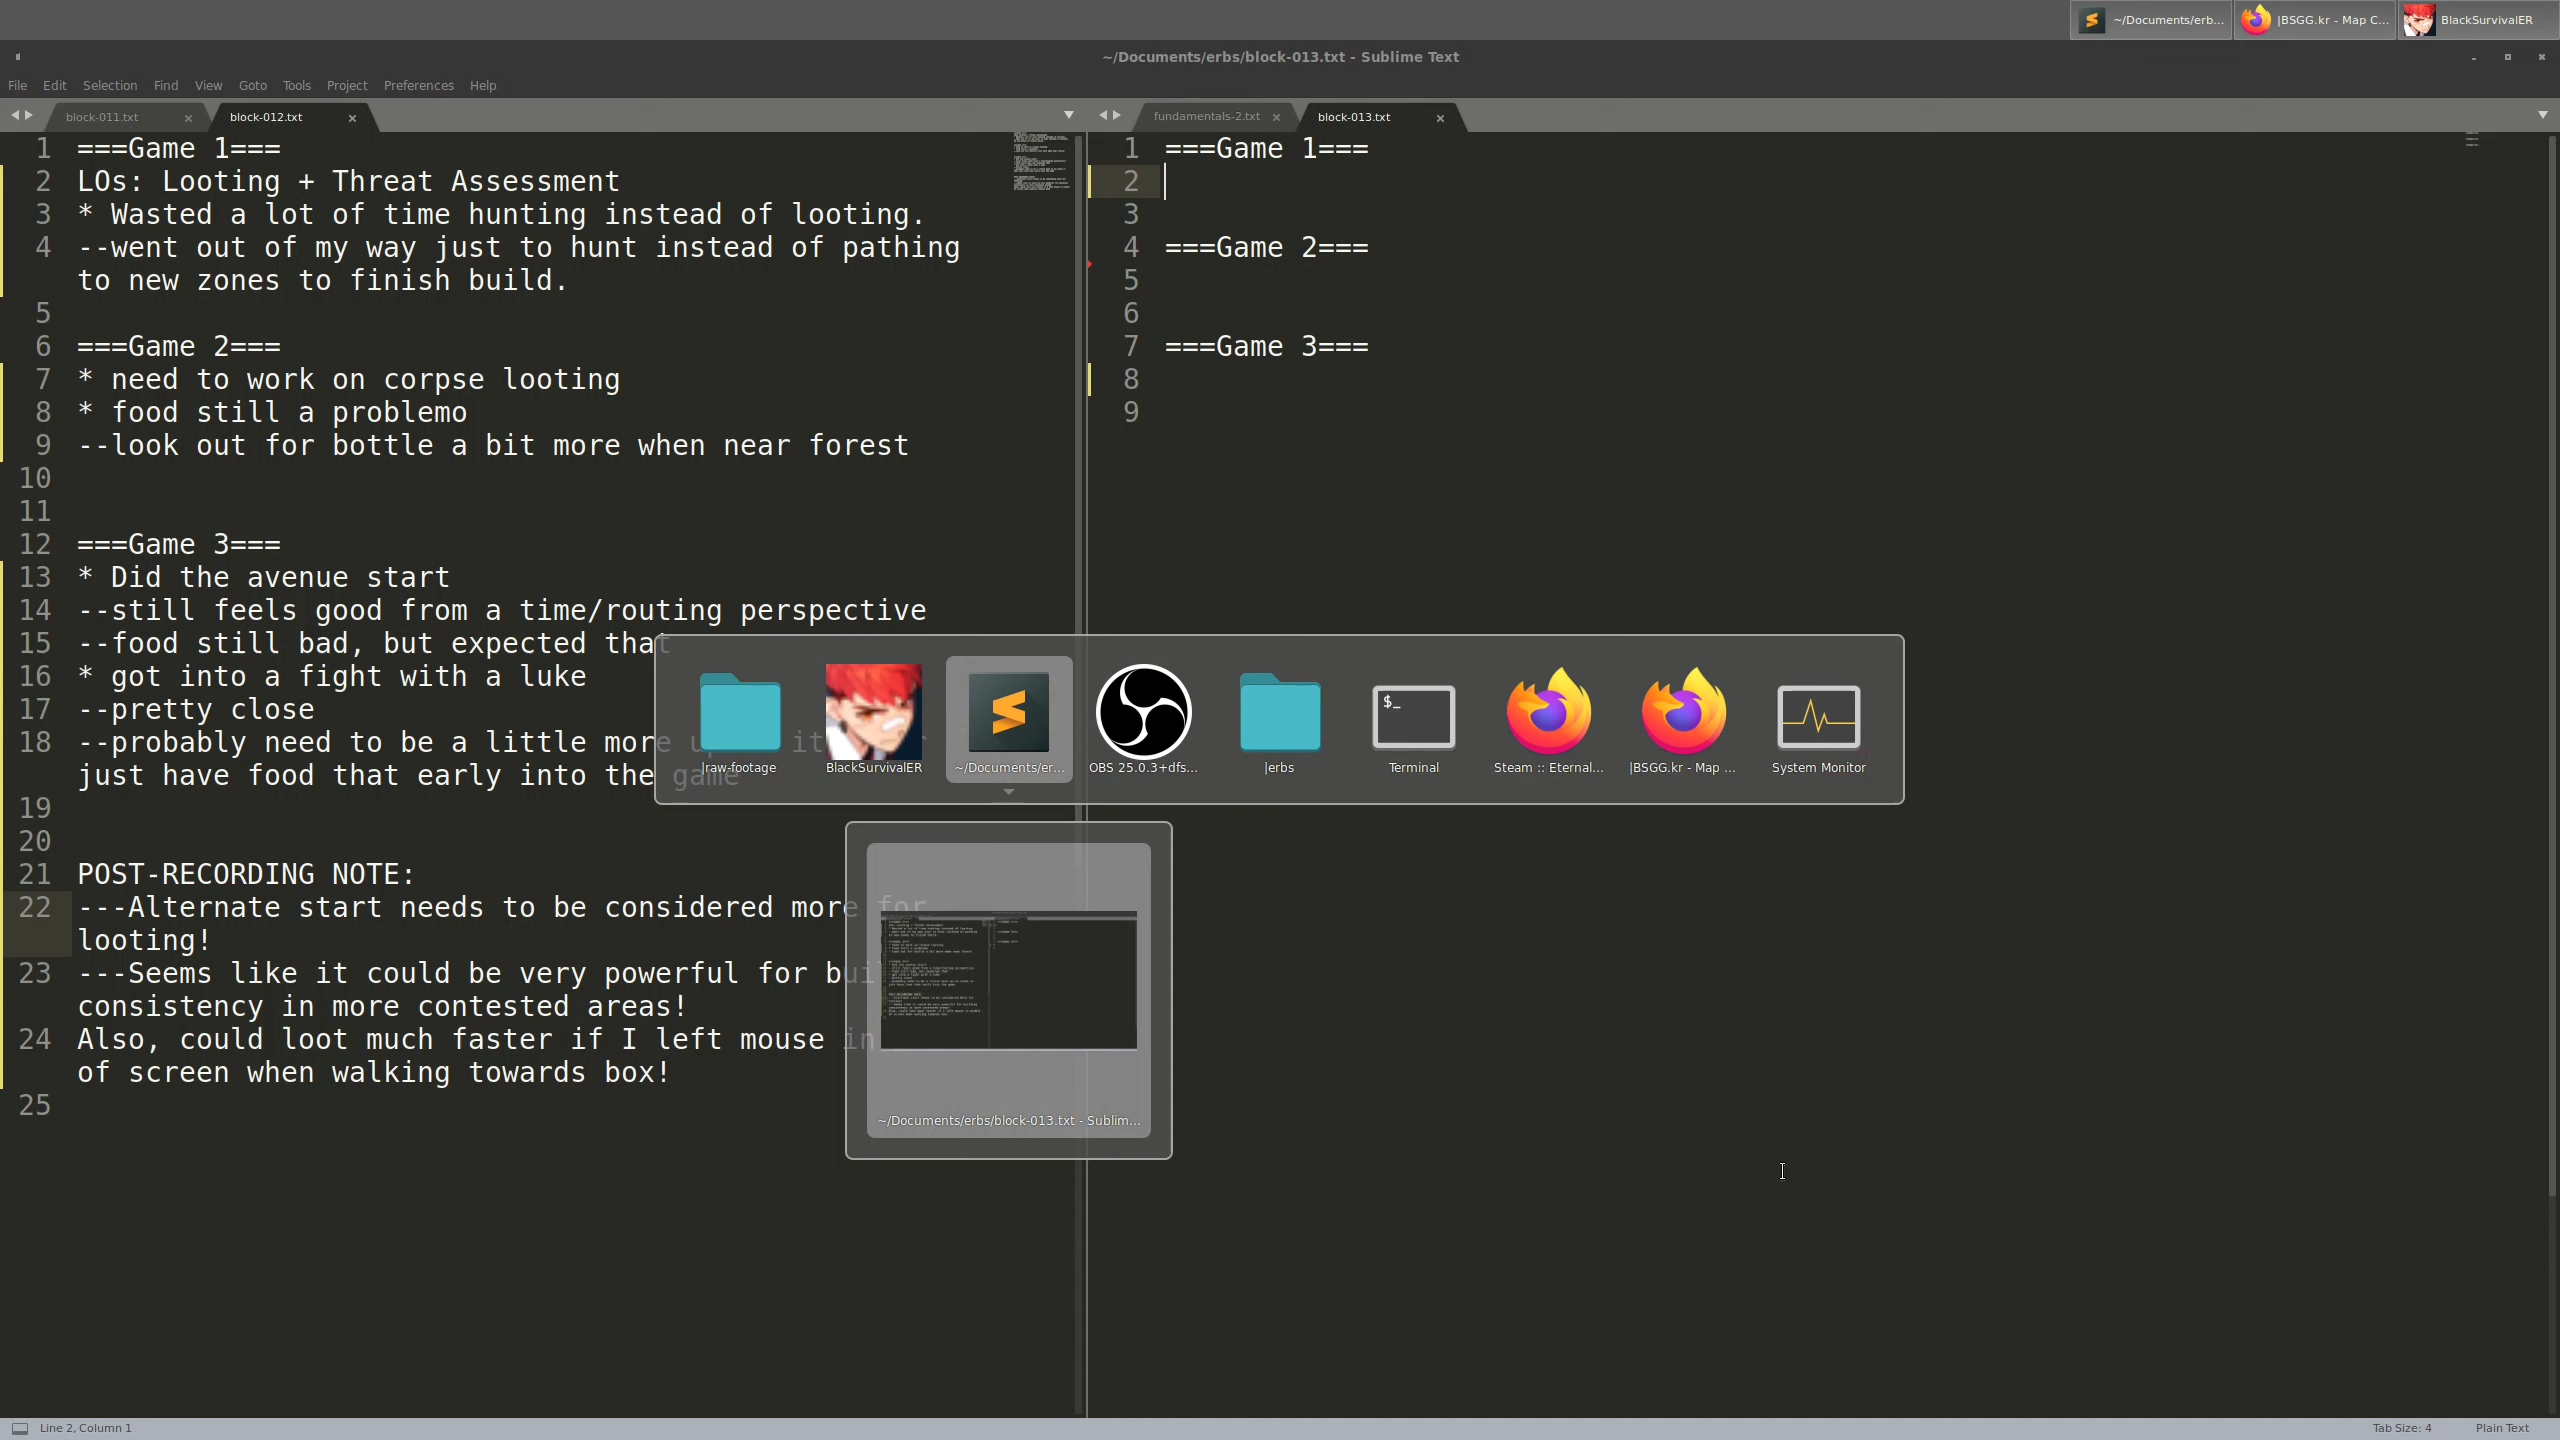 ~/Documents/erb...
|BSGG.kr - Map C...
BlackSurvivalER
~/Documents/erbs/block-013.txt - Sublime Text
File Edit Selection Find View Goto Tools Project Preferences Help
block-011.txt
block-012.txt
fundamentals-2.txt
block-013.txt
1 ===Game 1===
2 LOs: Looting + Threat Assessment
3 * Wasted a lot of time hunting instead of looting.
4 --went out of my way just to hunt instead of pathing
to new zones to finish build.
5
6 ===Game 2===
7 * need to work on corpse looting
8 * food still a problemo
9 --look out for bottle a bit more when near forest
10
11
12 ===Game 3===
13 * Did the avenue start
14 --still feels good from a time/routing perspective
15 --food still bad, but expected that
16 * got into a fight with a luke
17 --pretty close
18 --probably need to be a little more
just have food that early into the game
19
20
21 POST-RECORDING NOTE:
22 ---Alternate start needs to be considered more for
looting!
23 ---Seems like it could be very powerful for
consistency in more contested areas!
24 Also, could loot much faster if I left mouse in
of screen when walking towards box!
25
1 ===Game 1===
2
3
4 ===Game 2===
5
6
7 ===Game 3===
8
9
|raw-footage
BlackSurvivalER
~/Documents/er...
OBS 25.0.3+dfs...
|erbs
$_
Terminal
Steam :: Eternal...
|BSGG.kr - Map ...
System Monitor
~/Documents/erbs/block-013.txt - Sublim...
Line 2, Column 1
Tab Size: 4
Plain Text